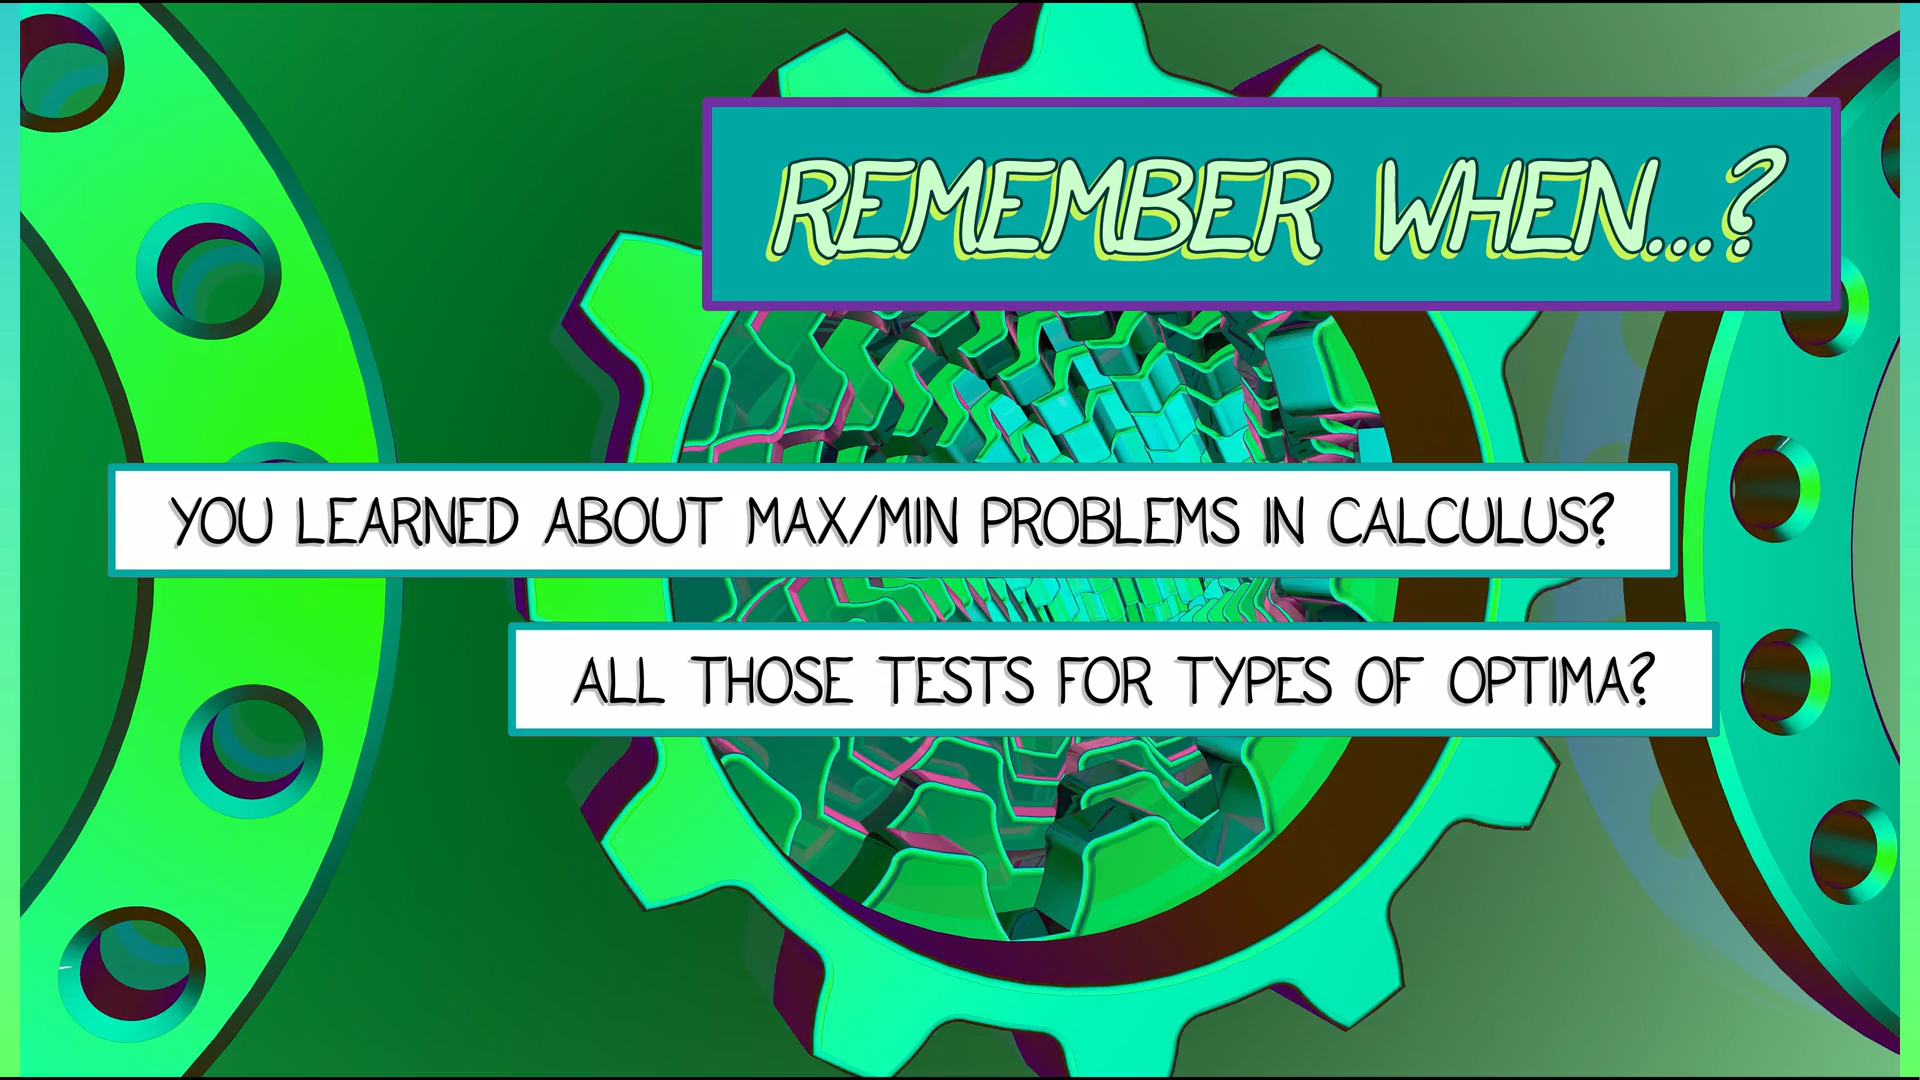 REMEMBER WHEN...?
YOU LEARNED ABOUT MAX/MIN PROBLEMS IN CALCULUS?
ALL THOSE TESTS FOR TYPES OF OPTIMA?